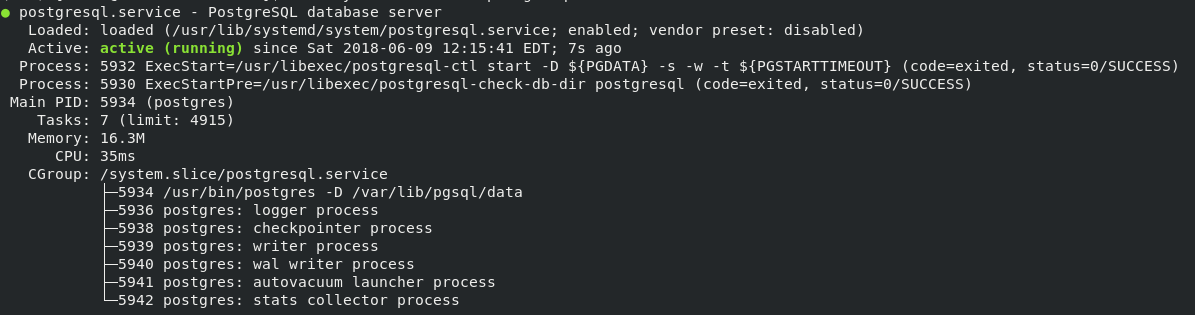 ● postgresql.service - PostgreSQL database server
   Loaded: loaded (/usr/lib/systemd/system/postgresql.service; enabled; vendor preset: disabled)
   Active: active (running) since Sat 2018-06-09 12:15:41 EDT; 7s ago
  Process: 5932 ExecStart=/usr/libexec/postgresql-ctl start -D ${PGDATA} -s -w -t ${PGSTARTTIMEOUT} (code=exited, status=0/SUCCESS)
  Process: 5930 ExecStartPre=/usr/libexec/postgresql-check-db-dir postgresql (code=exited, status=0/SUCCESS)
 Main PID: 5934 (postgres)
    Tasks: 7 (limit: 4915)
   Memory: 16.3M
      CPU: 35ms
   CGroup: /system.slice/postgresql.service
           ├─5934 /usr/bin/postgres -D /var/lib/pgsql/data
           ├─5936 postgres: logger process
           ├─5938 postgres: checkpointer process
           ├─5939 postgres: writer process
           ├─5940 postgres: wal writer process
           ├─5941 postgres: autovacuum launcher process
           └─5942 postgres: stats collector process